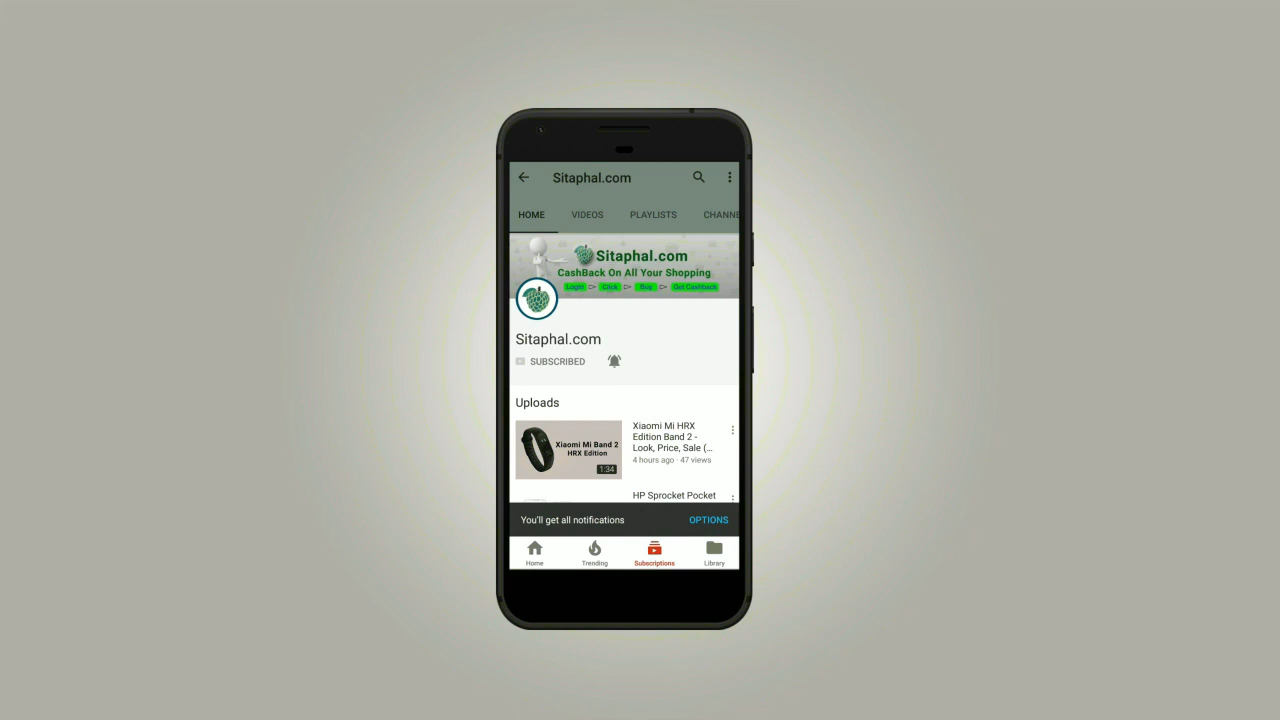 Sitaphal.com
HOME VIDEOS PLAYLISTS CHANNE
Sitaphal.com
CashBack On All Your Shopping
Login Click Buy Get Cashback
Sitaphal.com
SUBSCRIBED
Uploads
Xiaomi Mi Band 2
HRX Edition
1:34
Xiaomi Mi HRX
Edition Band 2 -
Look, Price, Sale (...
4 hours ago · 47 views
HP Sprocket Pocket
You'll get all notifications OPTIONS
Home Trending Subscriptions Library